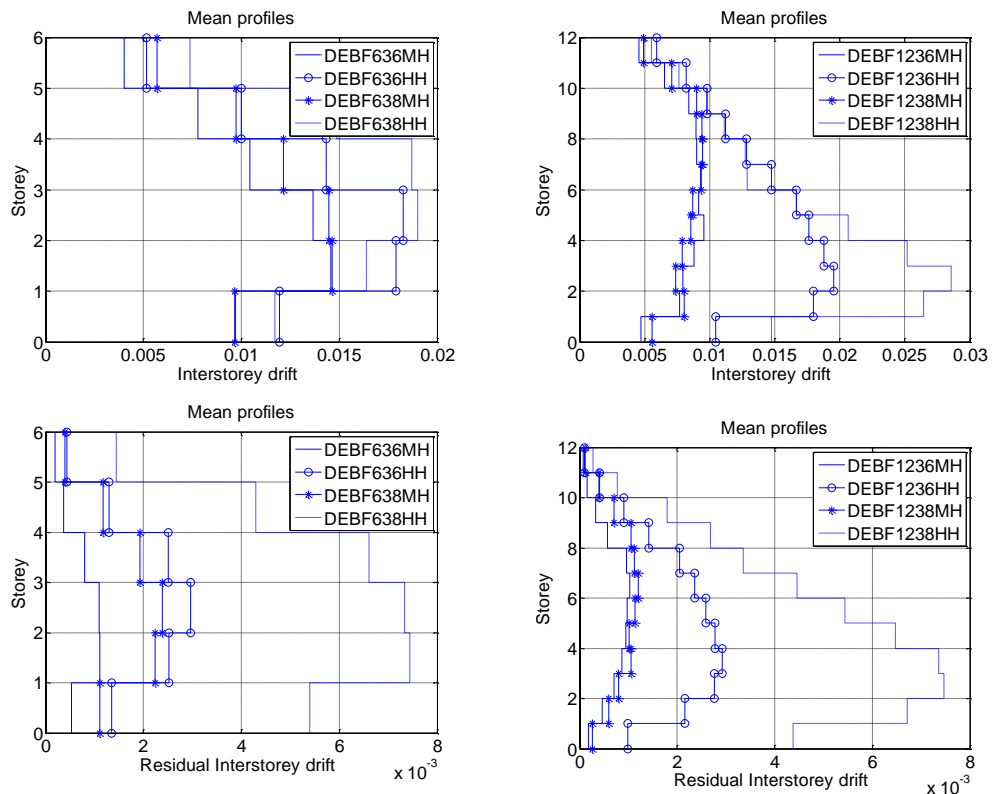 Mean profiles
6
5
4
3
2
1
0
Storey
0.005
0.01
0.015
0.02
Interstorey drift
DEBF636MH
DEBF636HH
DEBF638MH
DEBF638HH
Mean profiles
12
10
8
6
4
2
0
Storey
0.005
0.01
0.015
0.02
0.025
0.03
Interstorey drift
DEBF1236MH
DEBF1236HH
DEBF1238MH
DEBF1238HH
Mean profiles
6
5
4
3
2
1
0
Storey
0
2
4
6
8
x 10^-3
Residual Interstorey drift
DEBF636MH
DEBF636HH
DEBF638MH
DEBF638HH
Mean profiles
12
10
8
6
4
2
0
Storey
0
2
4
6
8
x 10^-3
Residual Interstorey drift
DEBF1236MH
DEBF1236HH
DEBF1238MH
DEBF1238HH